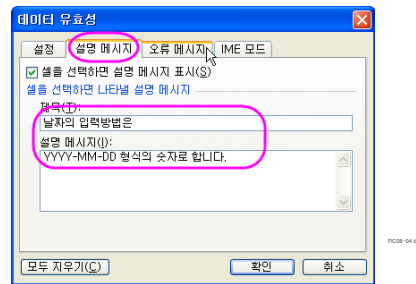 데이터 유효성
설정 설명 메시지 오류 메시지 IME 모드
셀을 선택하면 설명 메시지 표시(S)
셀을 선택하면 나타낼 설명 메시지
제목(T):
날짜의 입력방법은
설명 메시지(I):
YYYY-MM-DD 형식의 숫자로 합니다.
모두 지우기(C) 확인 취소